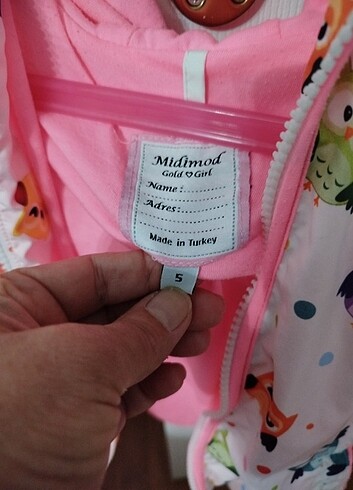 Midimod
Gold ♡ Girl
Name:
Adres:
Made in Turkey
5